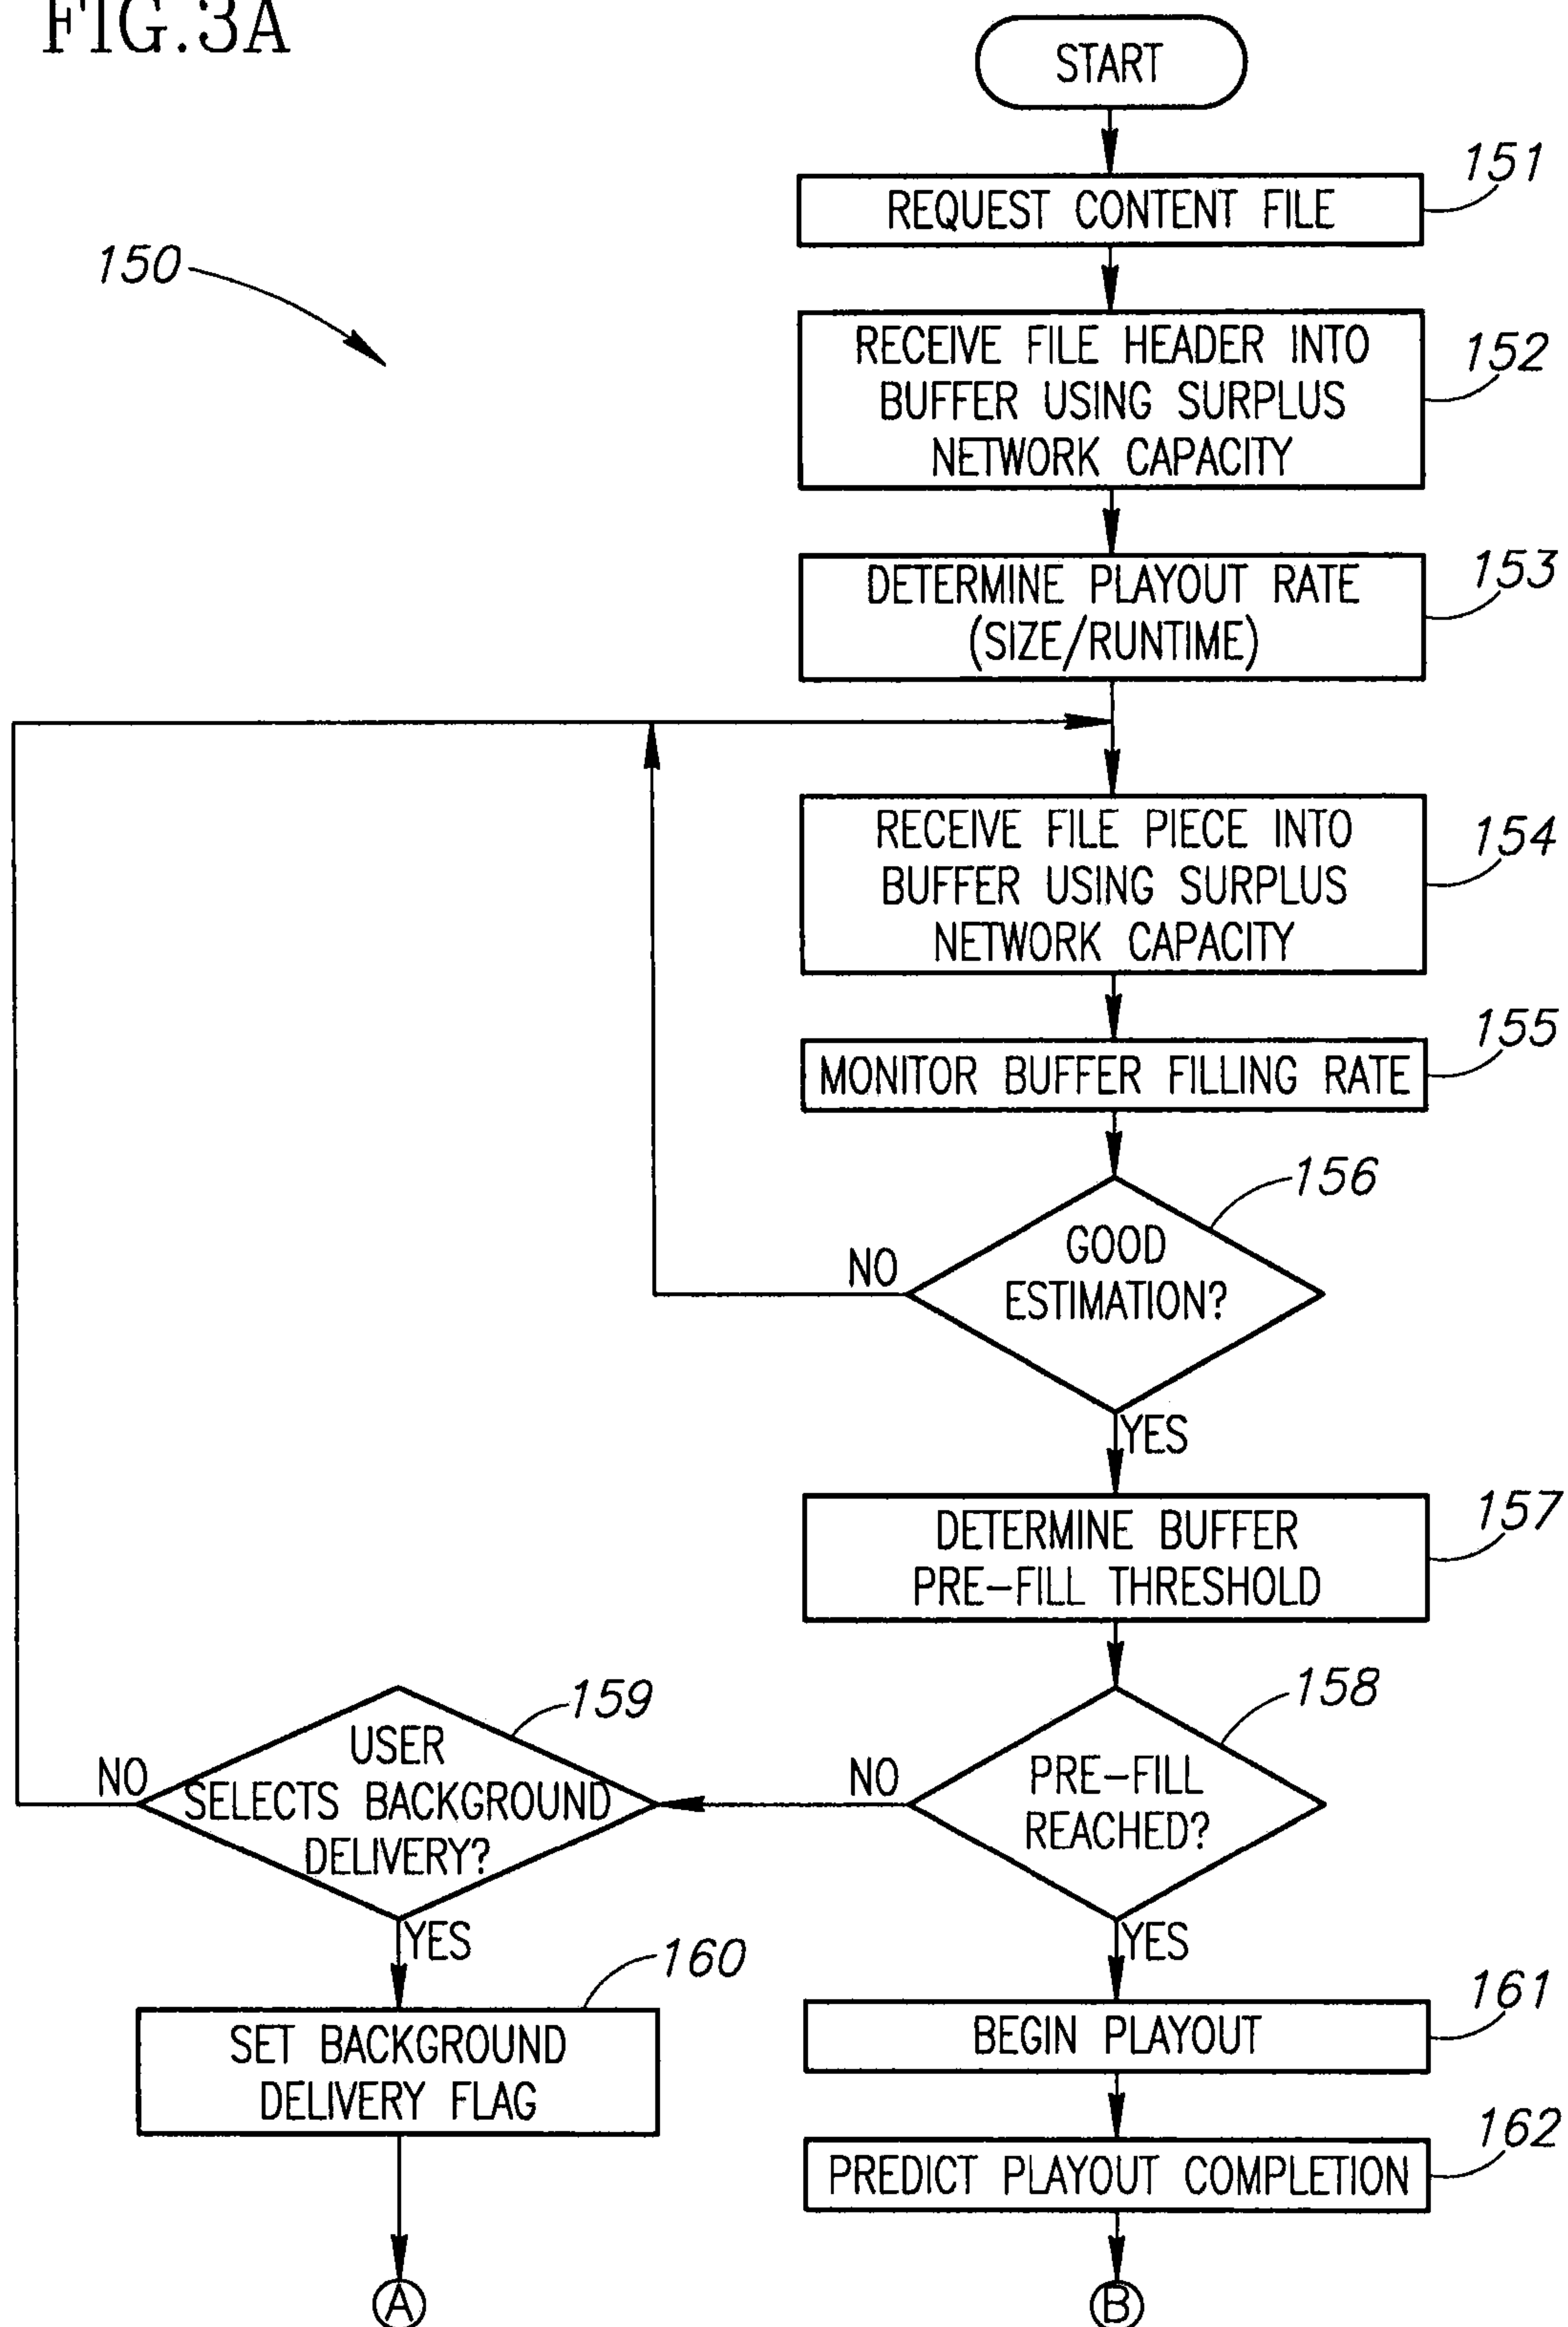 FIG.3A
START
151
REQUEST CONTENT FILE
150
RECEIVE FILE HEADER INTO
BUFFER USING SURPLUS
NETWORK CAPACITY
152
DETERMINE PLAYOUT RATE
(SIZE/RUNTIME)
153
RECEIVE FILE PIECE INTO
BUFFER USING SURPLUS
NETWORK CAPACITY
154
MONITOR BUFFER FILLING RATE
155
156
GOOD
ESTIMATION?
NO
YES
DETERMINE BUFFER
PRE-FILL THRESHOLD
157
158
PRE-FILL
REACHED?
NO
YES
159
USER
SELECTS BACKGROUND
DELIVERY?
NO
YES
160
SET BACKGROUND
DELIVERY FLAG
161
BEGIN PLAYOUT
162
PREDICT PLAYOUT COMPLETION
A
B